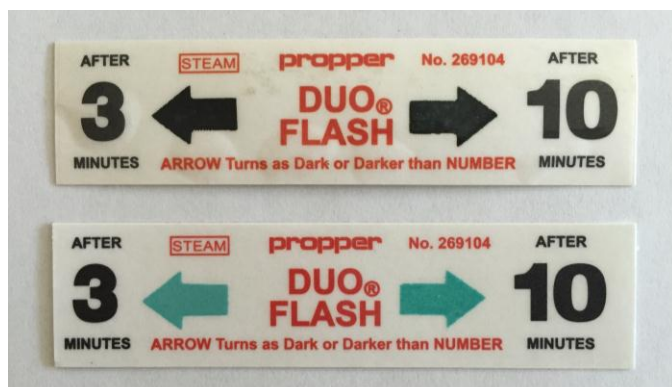 AFTER STEAM propper No. 269104 AFTER
3 DUO® FLASH 10
MINUTES ARROW Turns as Dark or Darker than NUMBER MINUTES
AFTER STEAM propper No. 269104 AFTER
3 DUO® FLASH 10
MINUTES ARROW Turns as Dark or Darker than NUMBER MINUTES